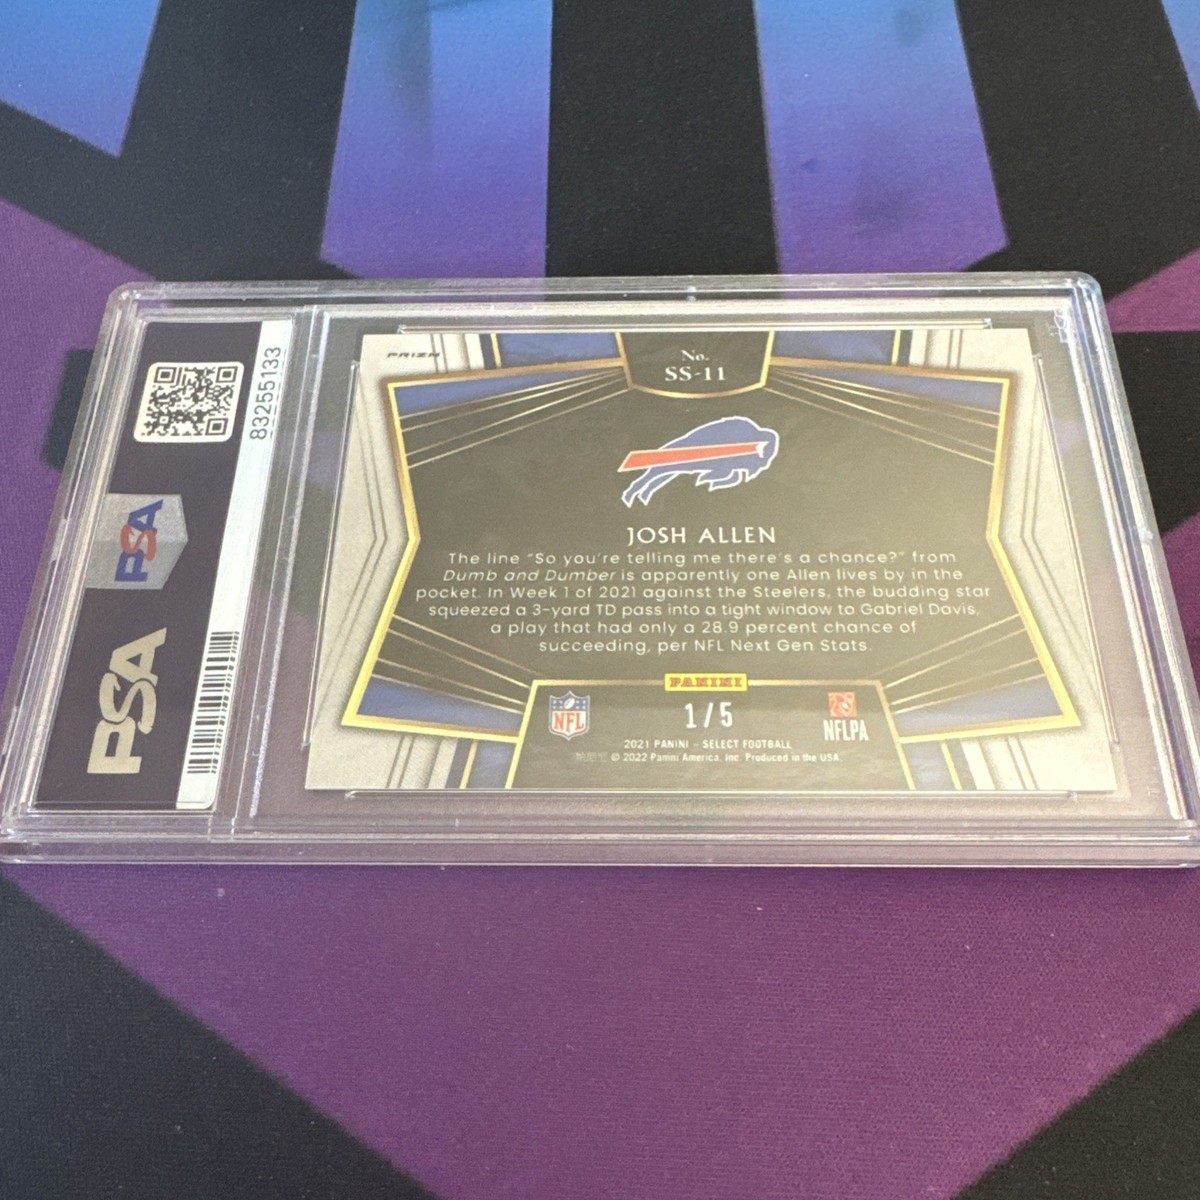 83255133
PSA
PSA
PRIZM
No.
SS-11
JOSH ALLEN
The line "So you're telling me there's a chance?" from
Dumb and Dumber is apparently one Allen lives by in the
pocket. In Week 1 of 2021 against the Steelers, the budding star
squeezed a 3-yard TD pass into a tight window to Gabriel Davis,
a play that had only a 28.9 percent chance of
succeeding, per NFL Next Gen Stats.
PANINI
NFL
1/5
NFLPA
2021 PANINI - SELECT FOOTBALL
© 2022 Panini America, Inc. Produced in the USA.